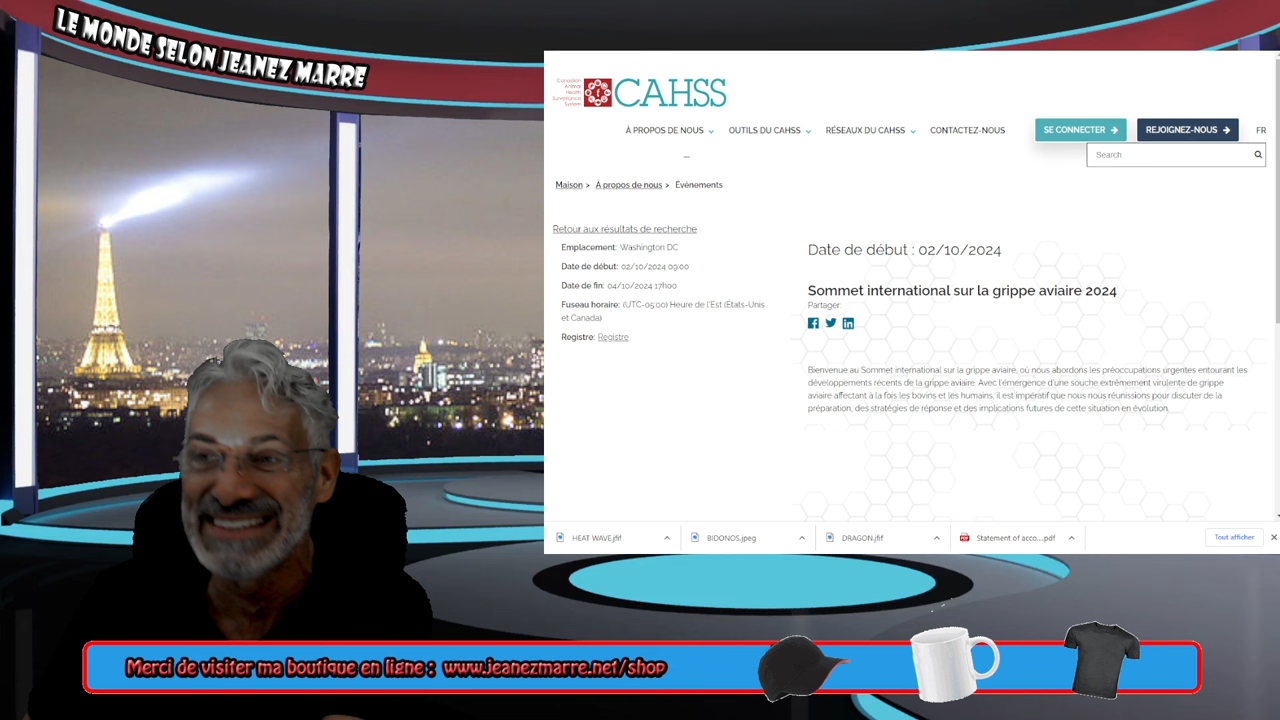 LE MONDE SELON JEANEZ MARRE
Canadian
Animal
Health
Surveillance
System
CAHSS
À PROPOS DE NOUS
OUTILS DU CAHSS
RÉSEAUX DU CAHSS
CONTACTEZ-NOUS
SE CONNECTER
REJOIGNEZ-NOUS
FR
Search
Maison > À propos de nous > Événements
Retour aux résultats de recherche
Emplacement: Washington DC
Date de début: 02/10/2024 09:00
Date de fin: 04/10/2024 17h00
Fuseau horaire: (UTC-05:00) Heure de l'Est (États-Unis
et Canada)
Registre: Registre
Date de début : 02/10/2024
Sommet international sur la grippe aviaire 2024
Partager:
Bienvenue au Sommet international sur la grippe aviaire, où nous abordons les préoccupations urgentes entourant les
développements récents de la grippe aviaire. Avec l'émergence d'une souche extrêmement virulente de grippe
aviaire affectant à la fois les bovins et les humains, il est impératif que nous nous réunissions pour discuter de la
préparation, des stratégies de réponse et des implications futures de cette situation en évolution.
HEAT WAVE.jfif
BIDONOS.jpeg
DRAGON.jfif
Statement of acco....pdf
Tout afficher
Merci de visiter ma boutique en ligne : www.jeanezmarre.net/shop